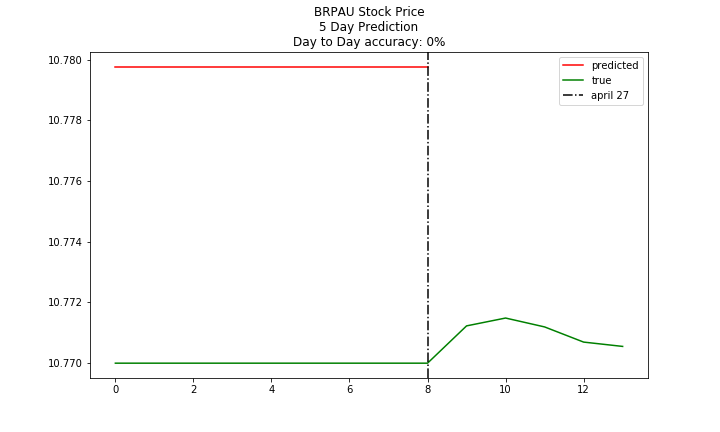 BRPAU Stock Price
5 Day Prediction
Day to Day accuracy: 0%
predicted
true
april 27
10.780
10.778
10.776
10.774
10.772
10.770
0 2 4 6 8 10 12